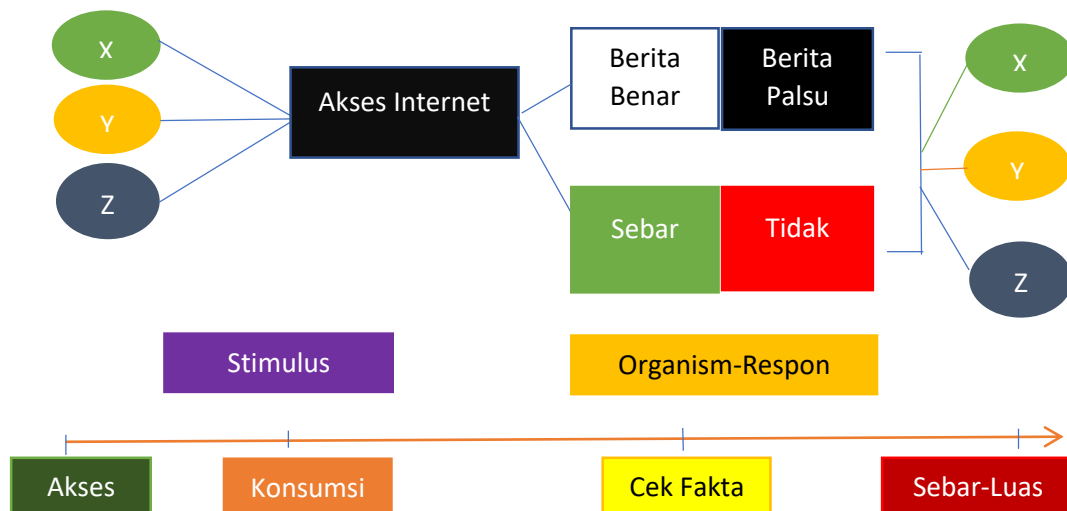 X
Y
Z
Akses Internet
Berita
Benar
Berita
Palsu
Sebar
Tidak
X
Y
Z
Stimulus
Organism-Respon
Akses
Konsumsi
Cek Fakta
Sebar-Luas